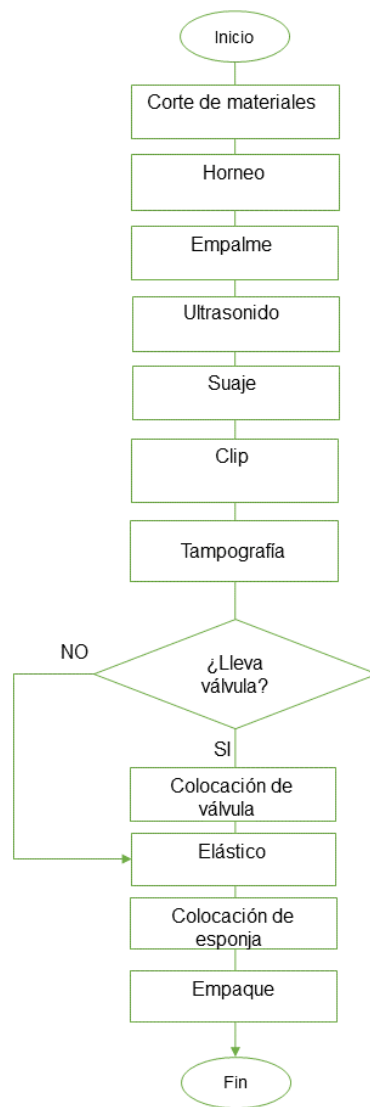 Inicio
Corte de materiales
Horneo
Empalme
Ultrasonido
Suaje
Clip
Tampografía
¿Lleva
válvula?
NO
SI
Colocación de
válvula
Elástico
Colocación de
esponja
Empaque
Fin